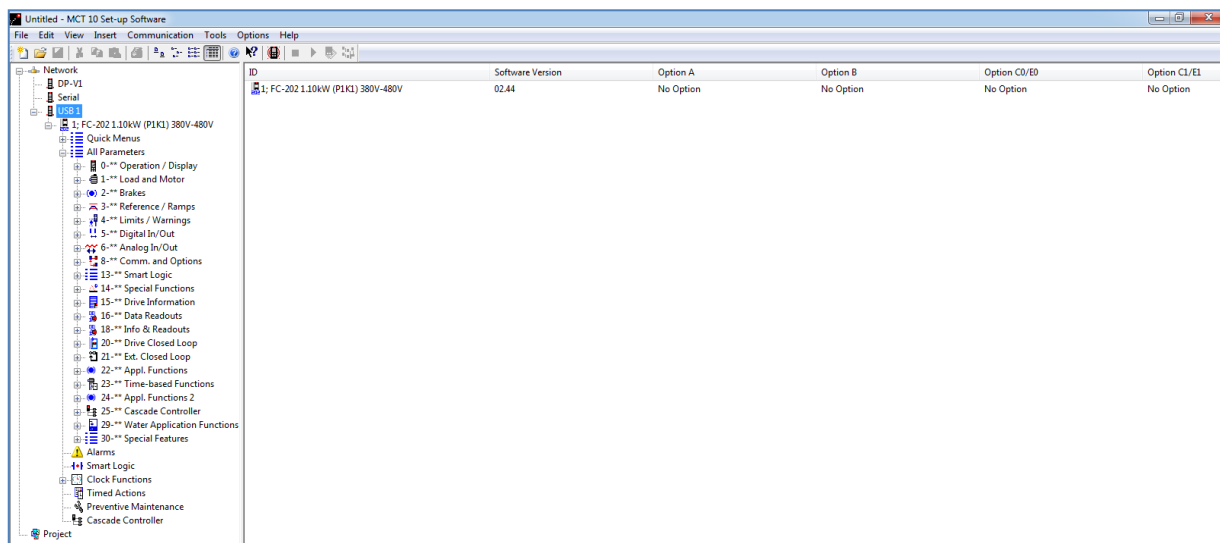 Untitled - MCT 10 Set-up Software
File Edit View Insert Communication Tools Options Help
Network
DP-V1
Serial
USB 1
1; FC-202 1.10kW (P1K1) 380V-480V
Quick Menus
All Parameters
0-** Operation / Display
1-** Load and Motor
2-** Brakes
3-** Reference / Ramps
4-** Limits / Warnings
5-** Digital In/Out
6-** Analog In/Out
8-** Comm. and Options
13-** Smart Logic
14-** Special Functions
15-** Drive Information
16-** Data Readouts
18-** Info & Readouts
20-** Drive Closed Loop
21-** Ext. Closed Loop
22-** Appl. Functions
23-** Time-based Functions
24-** Appl. Functions 2
25-** Cascade Controller
29-** Water Application Functions
30-** Special Features
Alarms
Smart Logic
Clock Functions
Timed Actions
Preventive Maintenance
Cascade Controller
Project
ID Software Version Option A Option B Option C0/E0 Option C1/E1
1; FC-202 1.10kW (P1K1) 380V-480V 02.44 No Option No Option No Option No Option